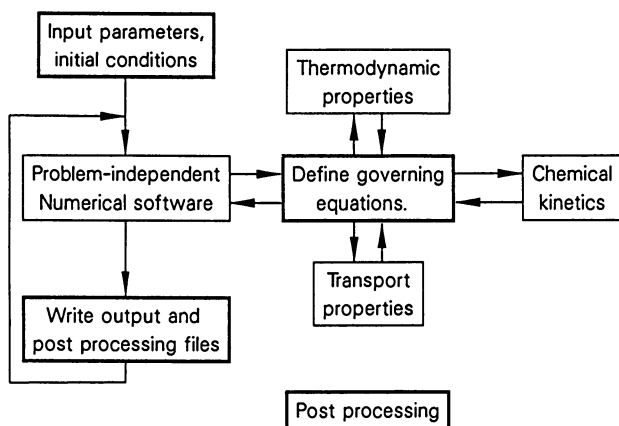 Input parameters,
initial conditions
Thermodynamic
properties
Problem-independent
Numerical software
Define governing
equations.
Chemical
kinetics
Transport
properties
Write output and
post processing files
Post processing